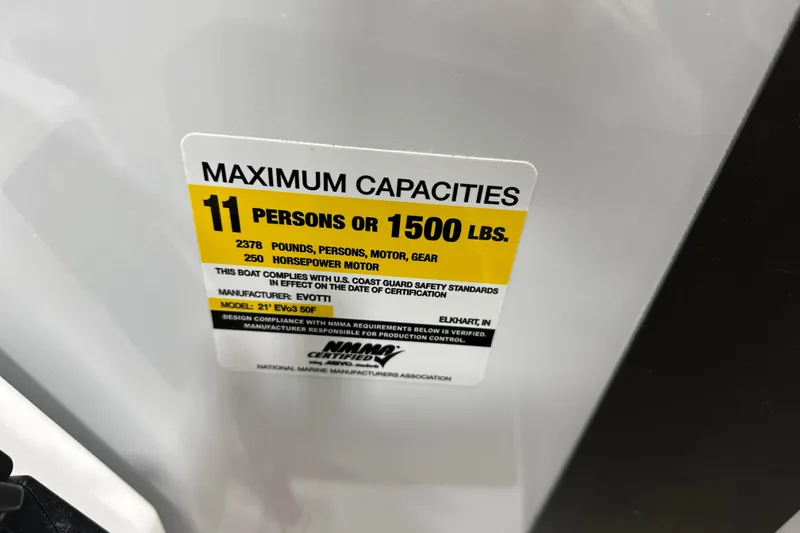 MAXIMUM CAPACITIES
11 PERSONS OR 1500 LBS.
2378 POUNDS, PERSONS, MOTOR, GEAR
250 HORSEPOWER MOTOR
THIS BOAT COMPLIES WITH U.S. COAST GUARD SAFETY STANDARDS
IN EFFECT ON THE DATE OF CERTIFICATION
MANUFACTURER: EVOTTI
MODEL: 21' EVo3 50F
ELKHART, IN
DESIGN COMPLIANCE WITH NMMA REQUIREMENTS BELOW IS VERIFIED.
MANUFACTURER RESPONSIBLE FOR PRODUCTION CONTROL.
NMMA
CERTIFIED
using ABYC standards
NATIONAL MARINE MANUFACTURERS ASSOCIATION